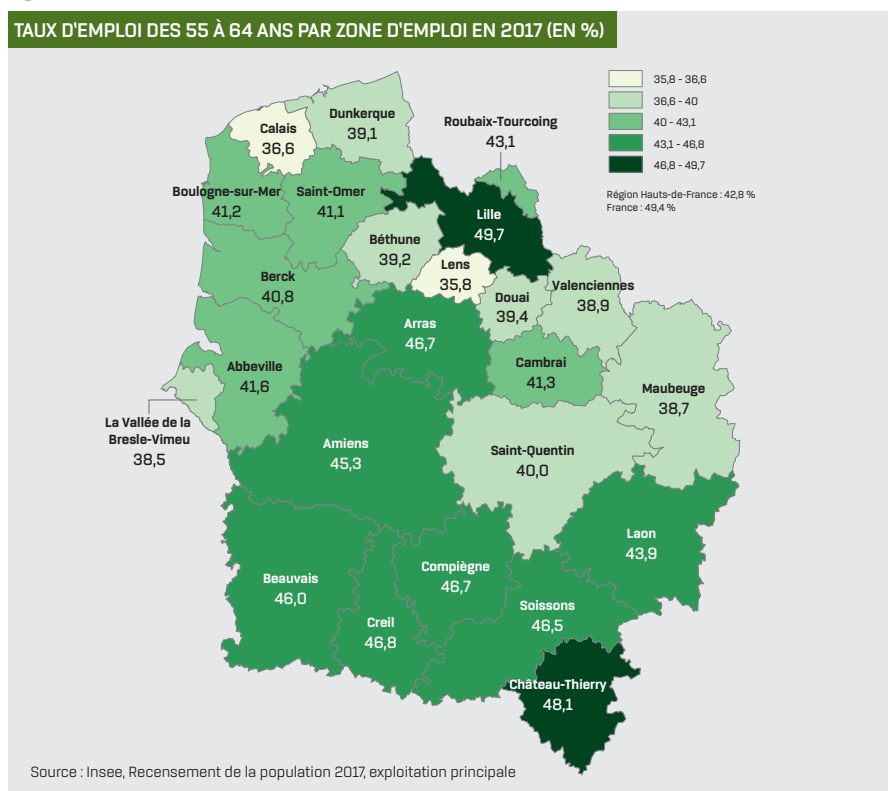 TAUX D'EMPLOI DES 55 À 64 ANS PAR ZONE D'EMPLOI EN 2017 (EN %)
35,8 - 36,6
36,6 - 40
40 - 43,1
43,1 - 46,8
46,8 - 49,7
Région Hauts-de-France : 42,8 %
France : 49,4 %
Dunkerque
39,1
Calais
36,6
Roubaix-Tourcoing
43,1
Boulogne-sur-Mer
41,2
Saint-Omer
41,1
Lille
49,7
Béthune
39,2
Lens
35,8
Berck
40,8
Douai
39,4
Valenciennes
38,9
Arras
46,7
Abbeville
41,6
Cambrai
41,3
Maubeuge
38,7
La Vallée de la
Bresle-Vimeu
38,5
Amiens
45,3
Saint-Quentin
40,0
Laon
43,9
Beauvais
46,0
Compiègne
46,7
Creil
46,8
Soissons
46,5
Château-Thierry
48,1
Source : Insee, Recensement de la population 2017, exploitation principale